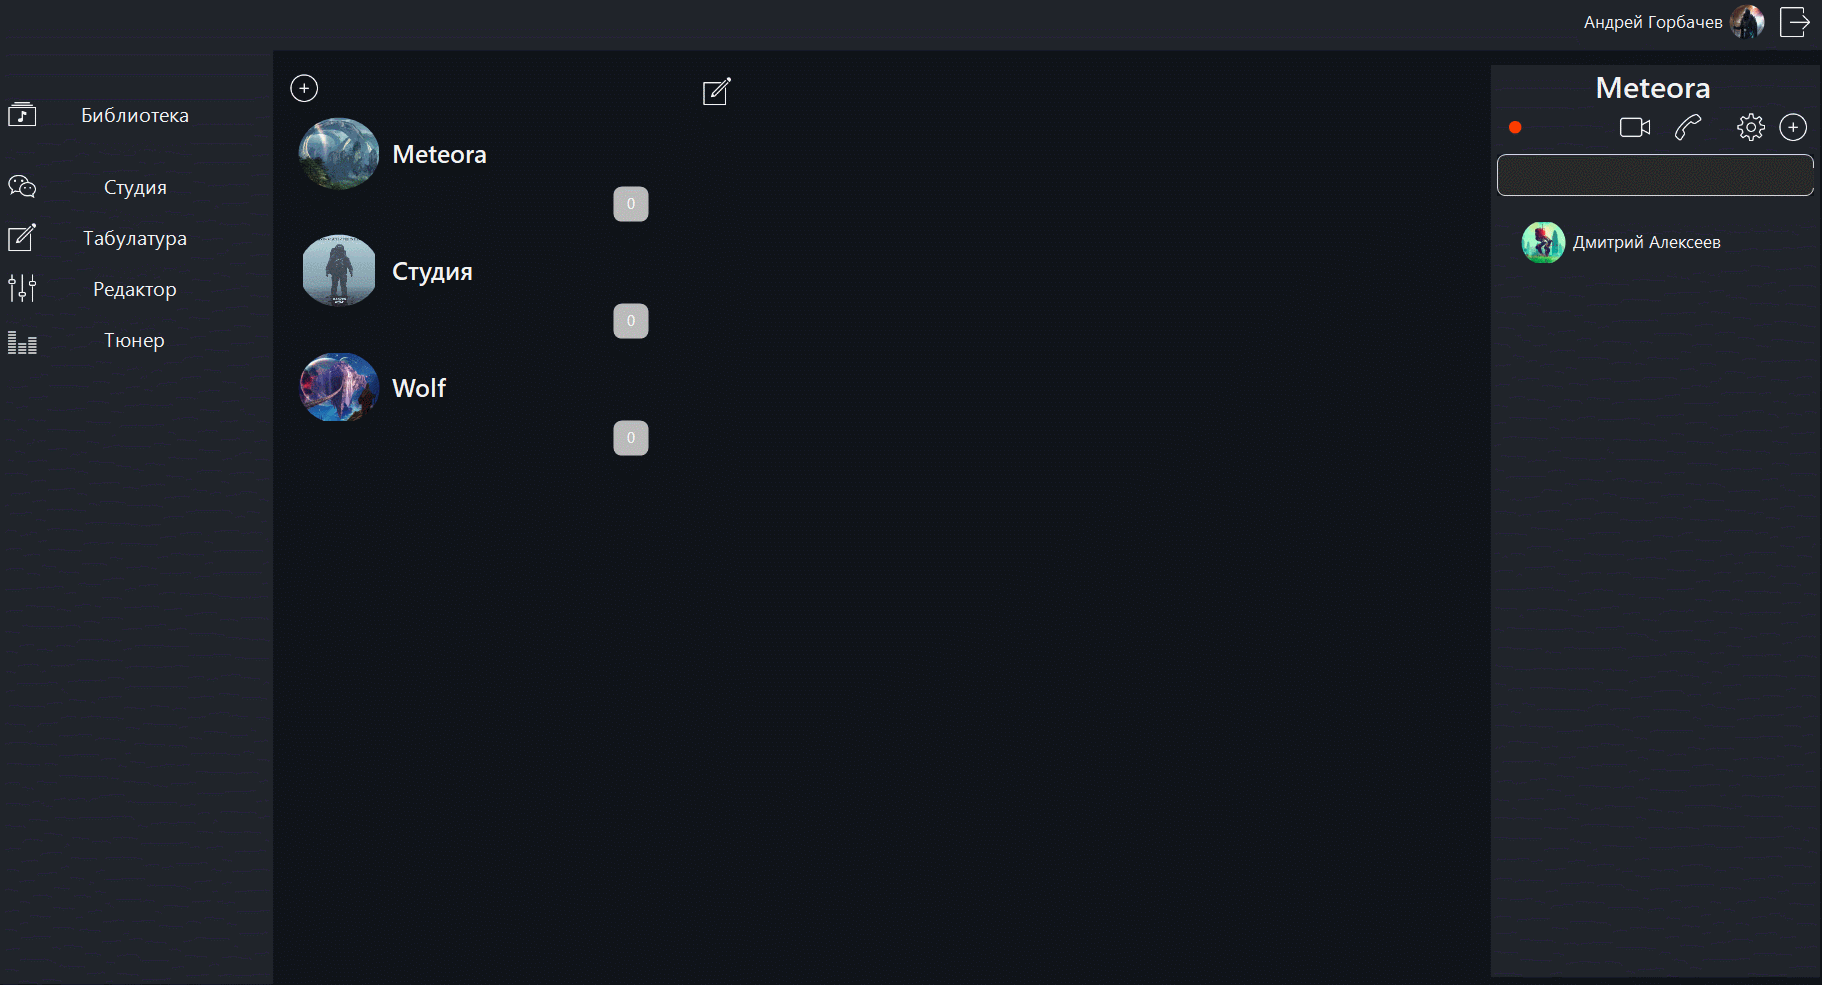 Андрей Горбачев
Библиотека
Студия
Табулатура
Редактор
Тюнер
Meteora
0
Студия
0
Wolf
0
Meteora
Дмитрий Алексеев